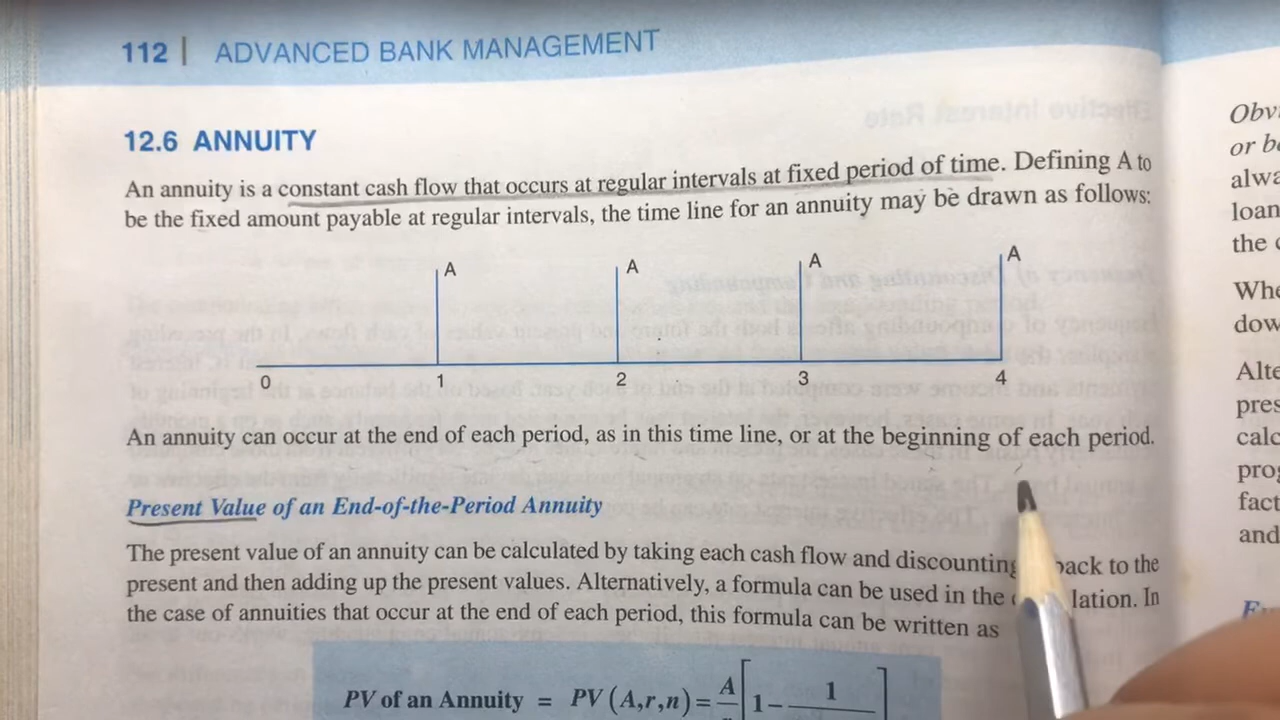 112 | ADVANCED BANK MANAGEMENT
12.6 ANNUITY
An annuity is a constant cash flow that occurs at regular intervals at fixed period of time. Defining A to
be the fixed amount payable at regular intervals, the time line for an annuity may be drawn as follows:
A A A A
0 1 2 3 4
An annuity can occur at the end of each period, as in this time line, or at the beginning of each period.
Present Value of an End-of-the-Period Annuity
The present value of an annuity can be calculated by taking each cash flow and discounting back to the
present and then adding up the present values. Alternatively, a formula can be used in the lation. In
the case of annuities that occur at the end of each period, this formula can be written as
PV of an Annuity = PV (A,r,n) = A [1 - 1 ]
Obv
or b
alwa
loan
the
Whe
dow
Alte
pres
calc
prog
fact
and